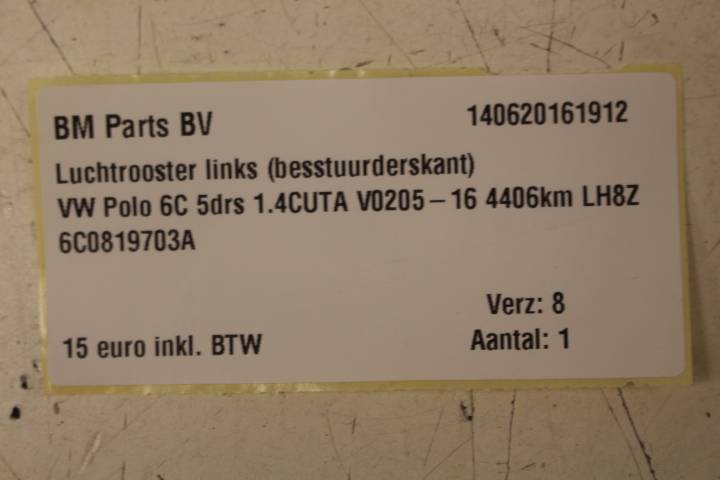 BM Parts BV 140620161912
Luchtrooster links (besstuurderskant)
VW Polo 6C 5drs 1.4CUTA V0205-16 4406km LH8Z
6C0819703A
Verz: 8
15 euro inkl. BTW Aantal: 1